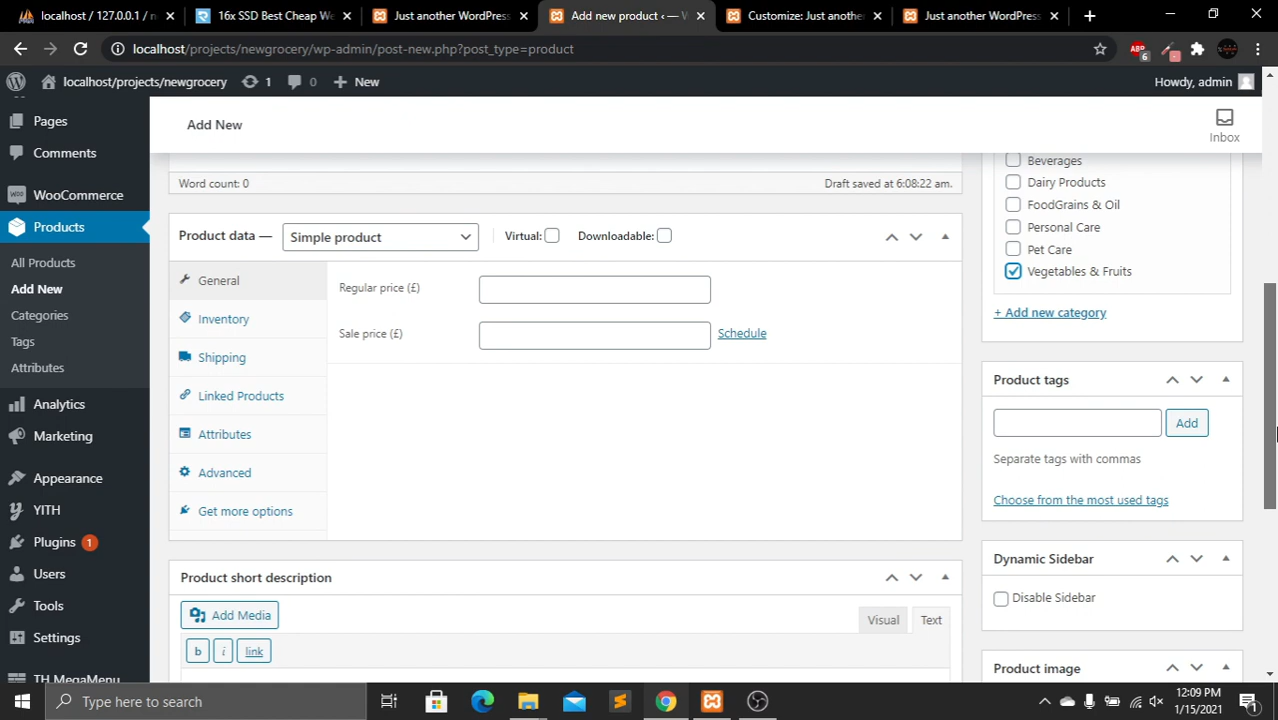 localhost / 127.0.0.1 / n
16x SSD Best Cheap We
Just another WordPress
Add new product ‹ — W
Customize: Just anothe
Just another WordPress
localhost/projects/newgrocery/wp-admin/post-new.php?post_type=product
ABP
6
localhost/projects/newgrocery
1
0
New
Howdy, admin
Pages
Comments
WooCommerce
Products
All Products
Add New
Categories
Tags
Attributes
Analytics
Marketing
Appearance
YITH
Plugins 1
Users
Tools
Settings
TH MegaMenu
Add New
Inbox
Word count: 0
Draft saved at 6:08:22 am.
Product data —
Simple product
Virtual:
Downloadable:
General
Inventory
Shipping
Linked Products
Attributes
Advanced
Get more options
Regular price (£)
Sale price (£)
Schedule
Product short description
Add Media
Visual
Text
b
i
link
Beverages
Dairy Products
FoodGrains & Oil
Personal Care
Pet Care
Vegetables & Fruits
+ Add new category
Product tags
Add
Separate tags with commas
Choose from the most used tags
Dynamic Sidebar
Disable Sidebar
Product image
Type here to search
12:09 PM
1/15/2021
1